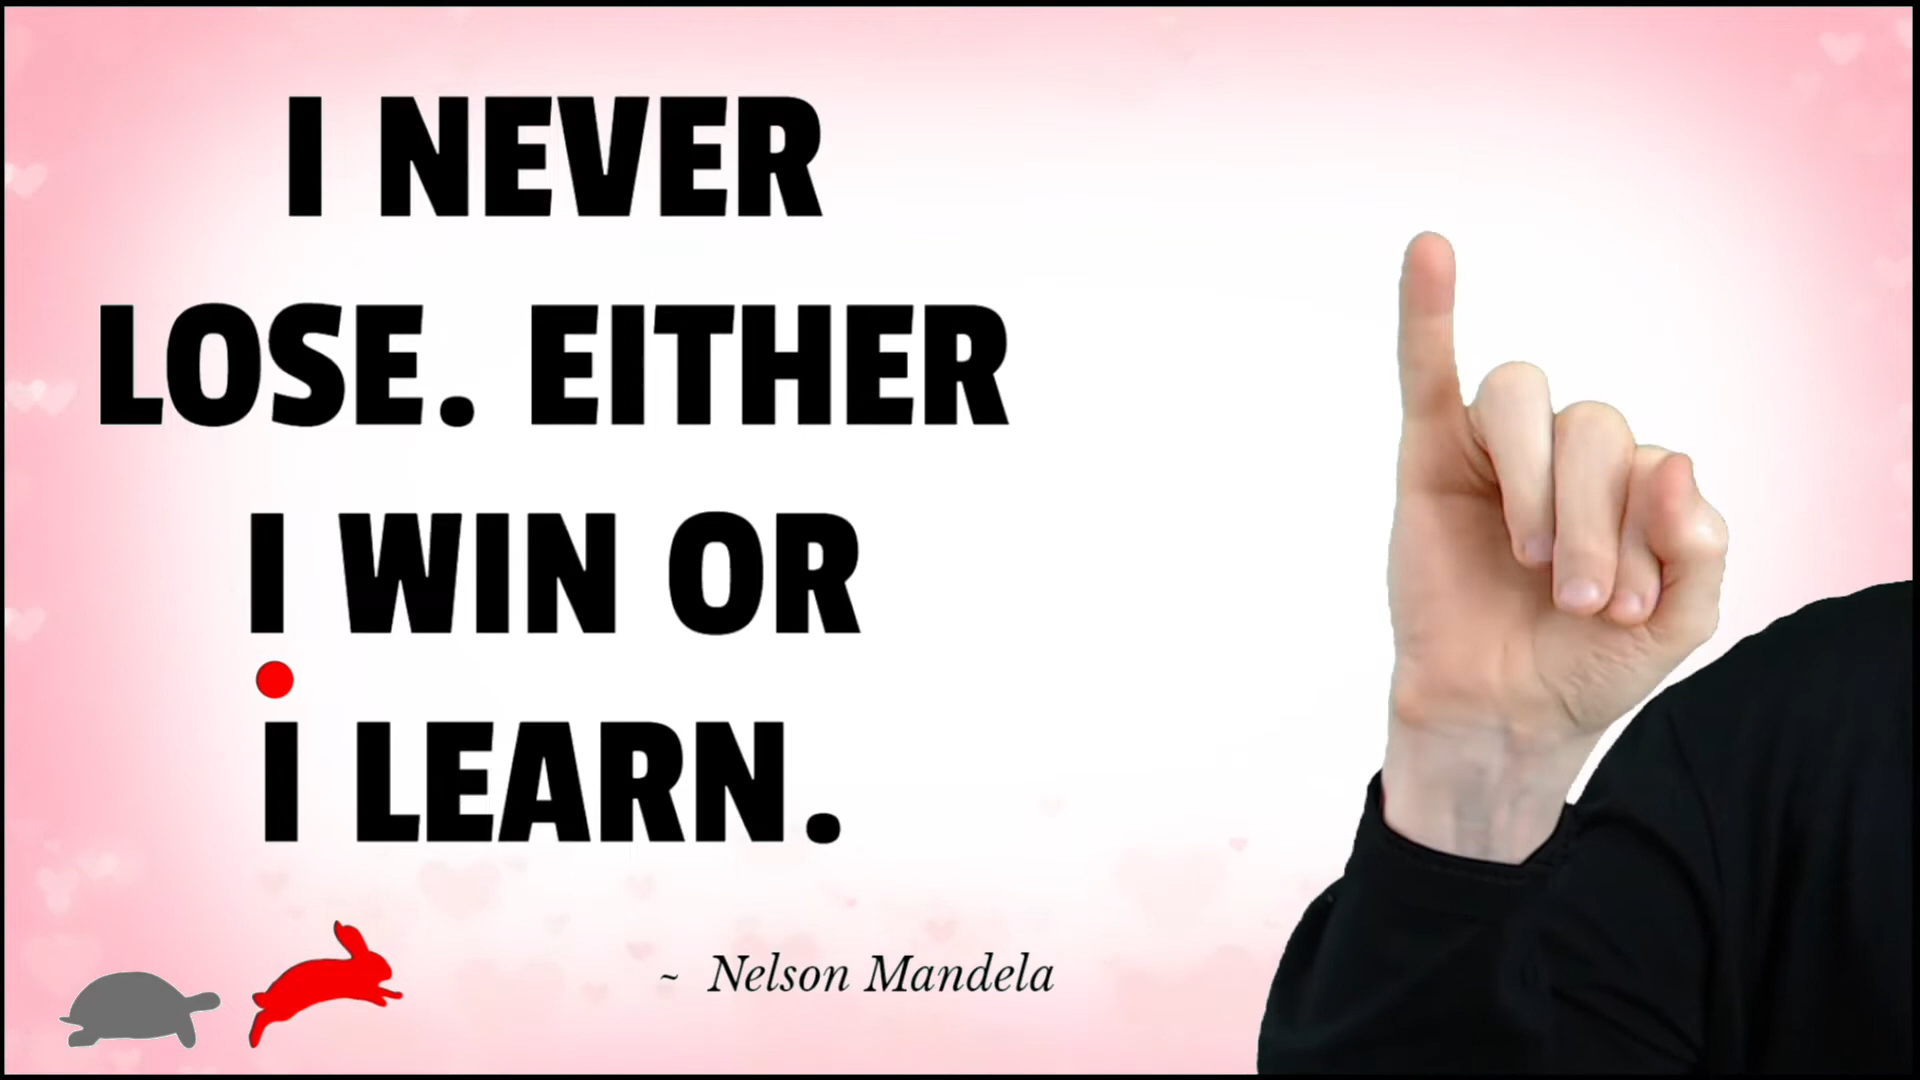 I NEVER
LOSE. EITHER
I WIN OR
I LEARN.
~ Nelson Mandela